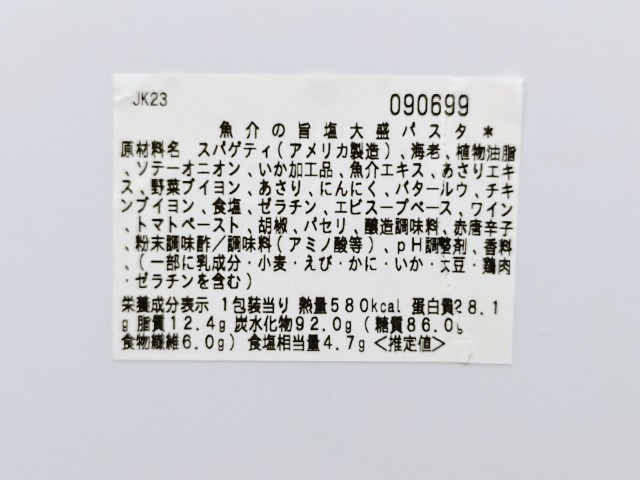 JK23 090699
魚介の旨塩大盛パスタ*
原材料名 スパゲティ(アメリカ製造)、海老、植物油脂
、ソテーオニオン、いか加工品、魚介エキス、あさりエキ
ス、野菜ブイヨン、あさり、にんにく、バタールウ、チキ
ンブイヨン、食塩、ゼラチン、エビスープベース、ワイン
、トマトペースト、胡椒、パセリ、醸造調味料、赤唐辛子
、粉末調味酢/調味料(アミノ酸等)、pH調整剤、香料
、(一部に乳成分・小麦・えび・かに・いか・大豆・鶏肉
・ゼラチンを含む)
栄養成分表示 1包装当り 熱量580kcal 蛋白質28.1
g 脂質12.4g 炭水化物92.0g(糖質86.0g
食物繊維6.0g) 食塩相当量4.7g <推定値>